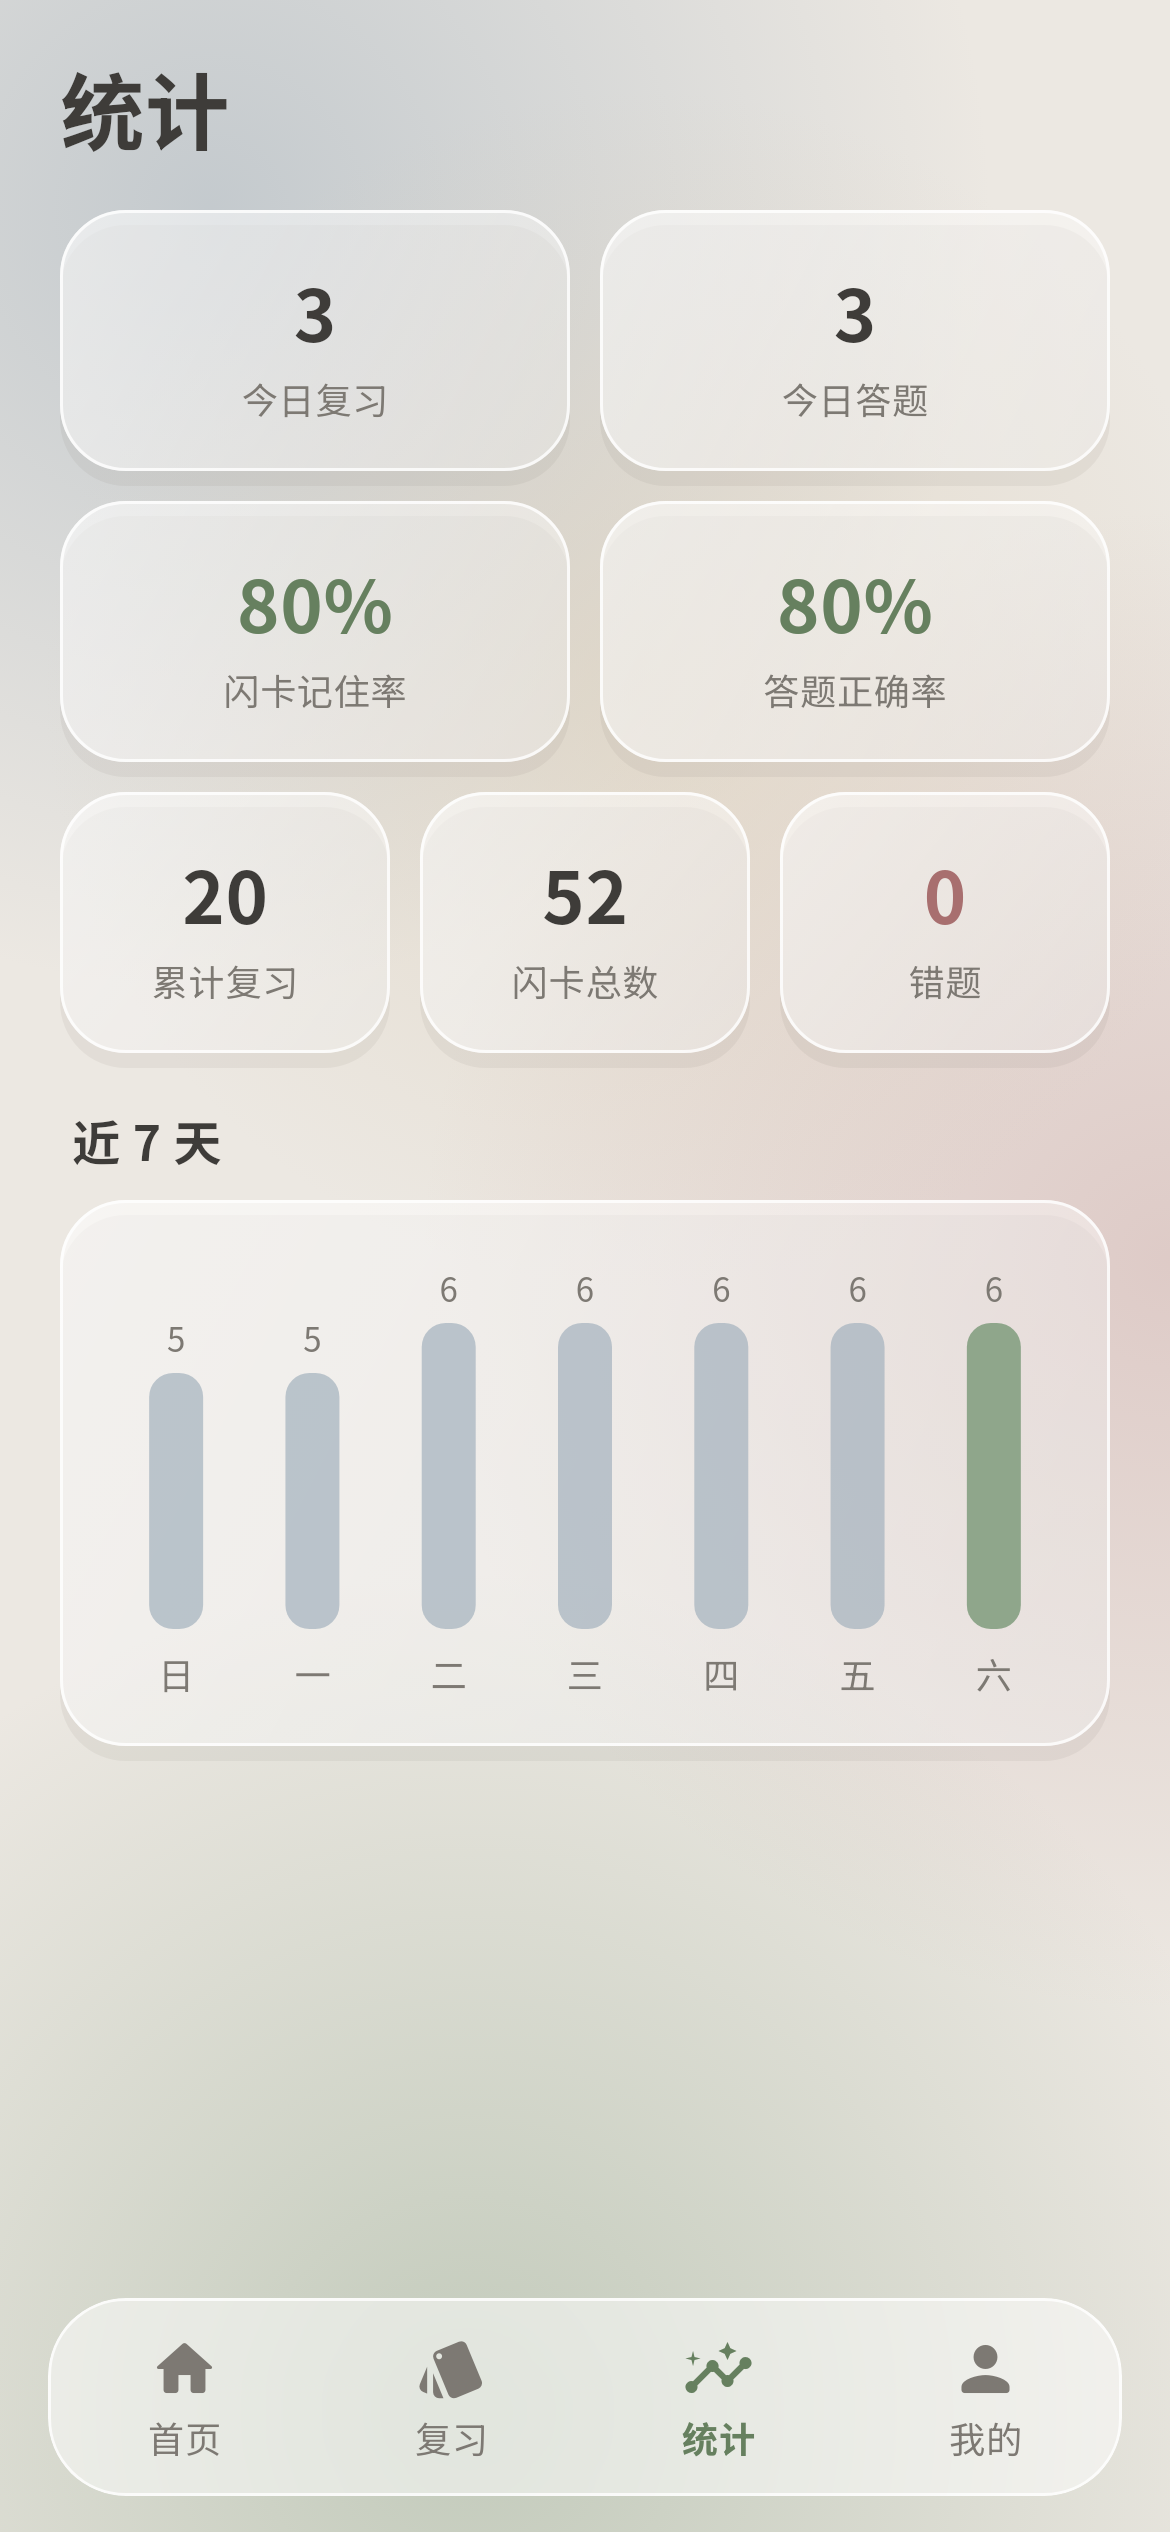 统计
3
3
今日复习
今日答题
80%
80%
闪卡记住率
答题正确率
20
52
0
累计复习
闪卡总数
错题
近 7 天
5
5
6
6
6
6
6
日
一
二
三
四
五
六
首页
复习
统计
我的